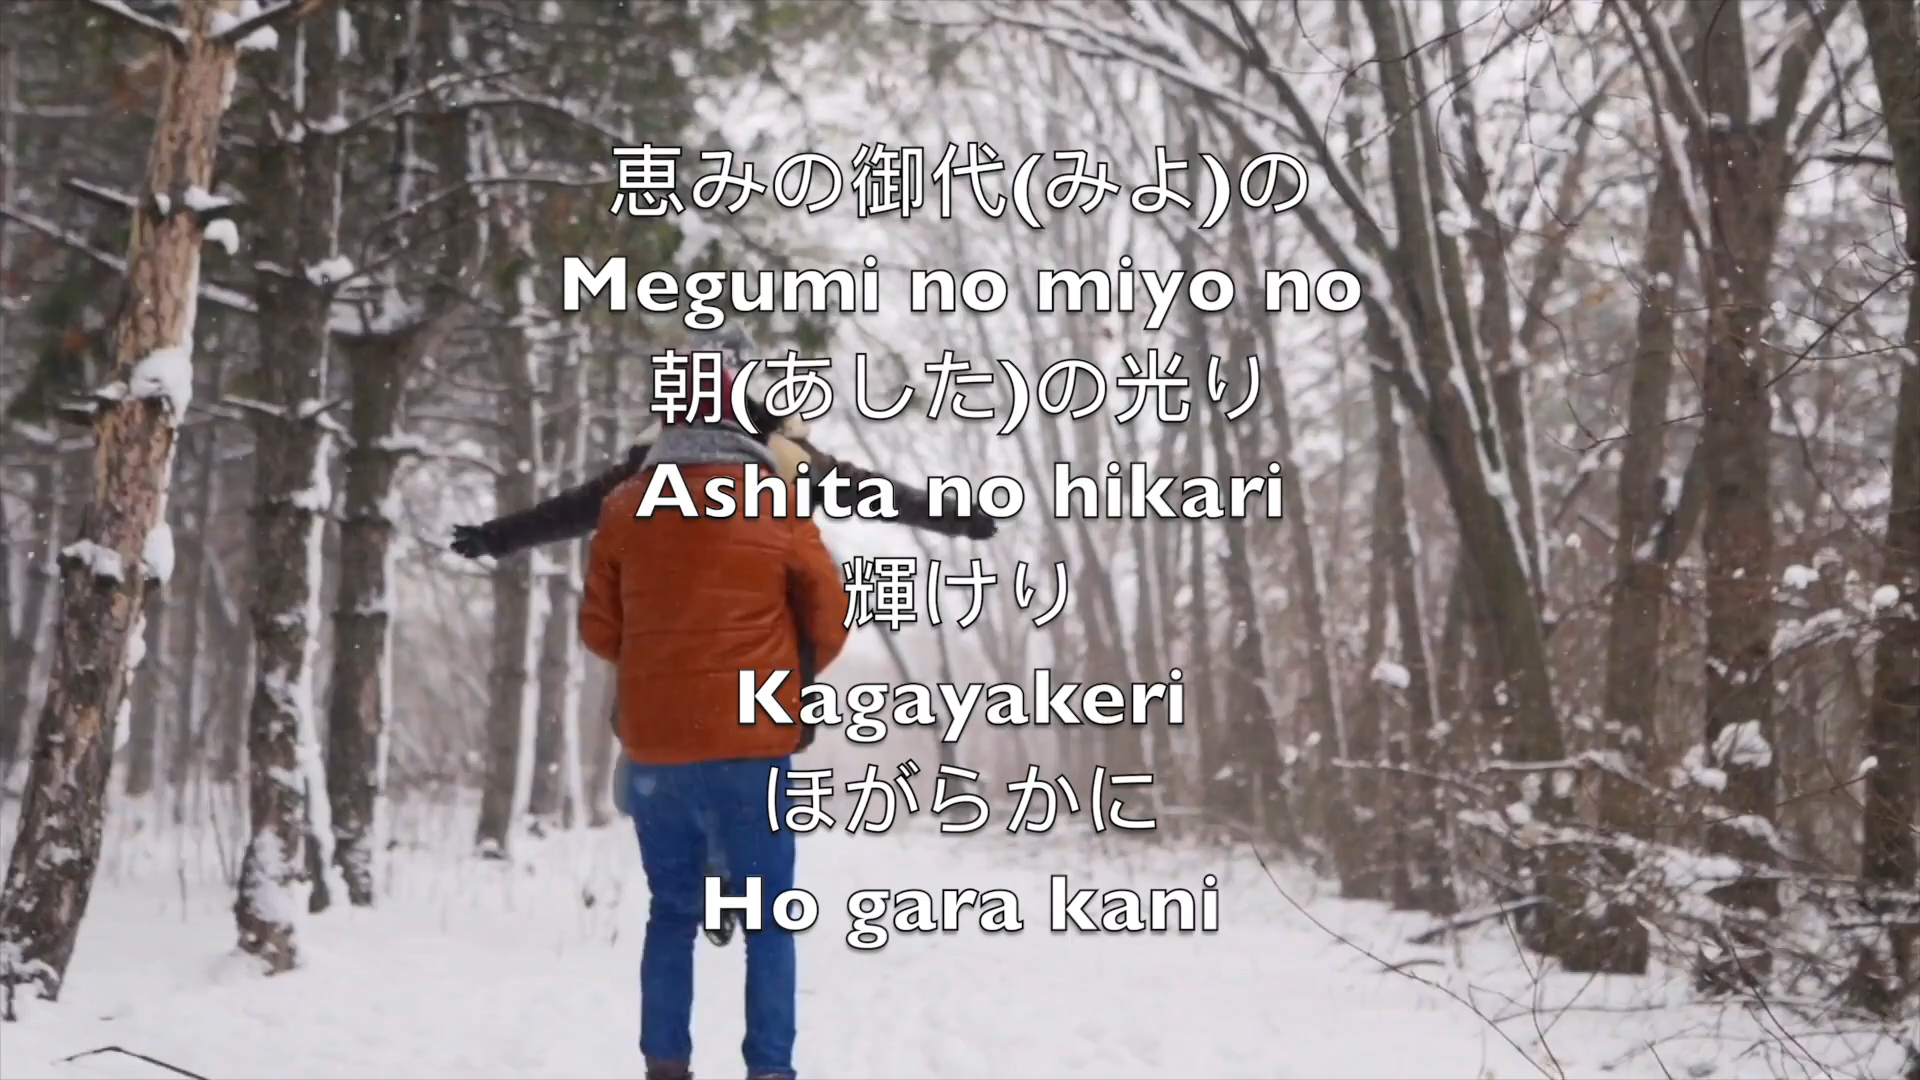 恵みの御代(みよ)の
Megumi no miyo no
朝(あした)の光り
Ashita no hikari
輝けり
Kagayakeri
ほがらかに
Ho gara kani